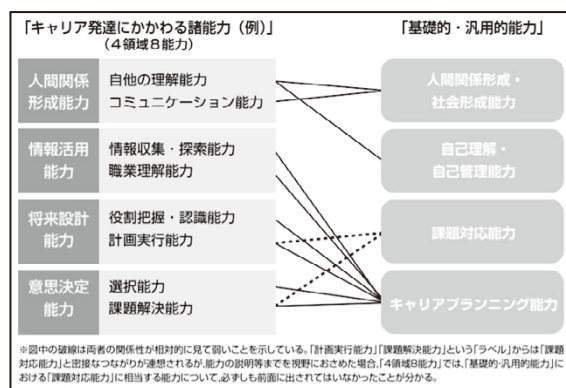 「キャリア発達にかかわる諸能力（例）」
（4領域8能力）
「基礎的・汎用的能力」
人間関係
形成能力
自他の理解能力
コミュニケーション能力
情報活用
能力
情報収集・探索能力
職業理解能力
将来設計
能力
役割把握・認識能力
計画実行能力
意思決定
能力
選択能力
課題解決能力
人間関係形成・
社会形成能力
自己理解・
自己管理能力
課題対応能力
キャリアプランニング能力
※図中の破線は両者の関係性が相対的に見て弱いことを示している。「計画実行能力」「課題解決能力」という「ラベル」からは「課題
対応能力」と密接なつながりが連想されるが、能力の説明等までを視野におさめた場合、「4領域8能力」では、「基礎的・汎用的能力」に
おける「課題対応能力」に相当する能力について、必ずしも前面に出されてはいなかったことが分かる。